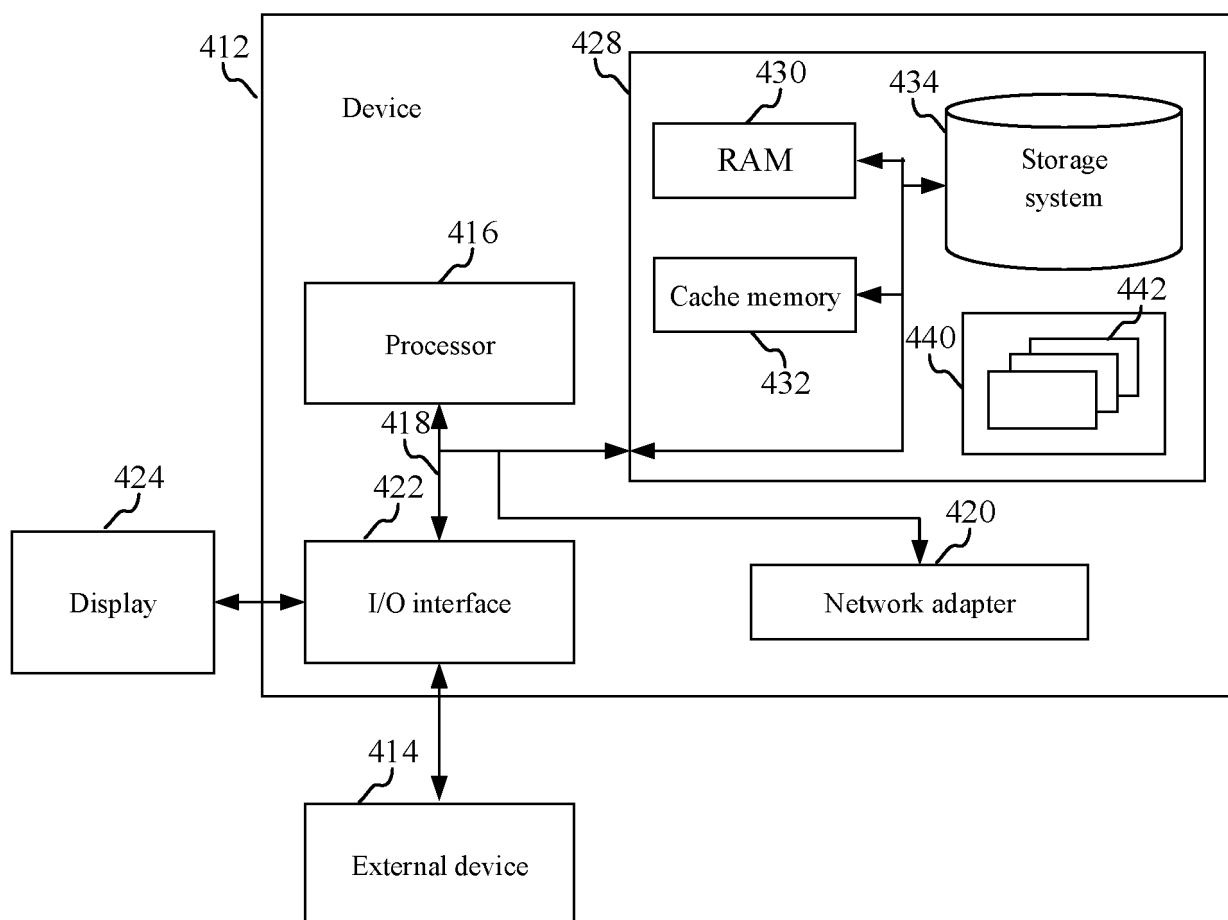 412
Device
428
430
RAM
434
Storage
system
416
Processor
Cache memory
432
442
440
418
422
424
Display
I/O interface
420
Network adapter
414
External device